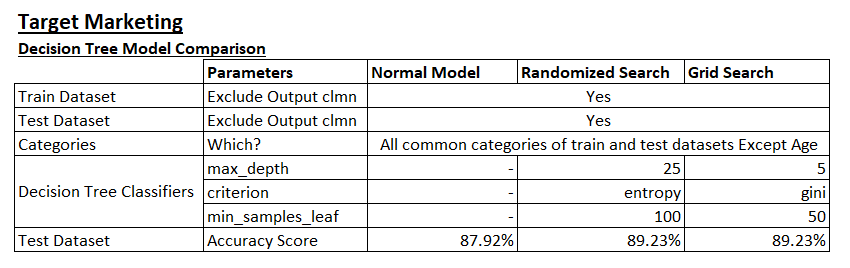 Target Marketing
Decision Tree Model Comparison
Parameters Normal Model Randomized Search Grid Search
Train Dataset Exclude Output clmn Yes
Test Dataset Exclude Output clmn Yes
Categories Which? All common categories of train and test datasets Except Age
Decision Tree Classifiers max_depth - 25 5
criterion - entropy gini
min_samples_leaf - 100 50
Test Dataset Accuracy Score 87.92% 89.23% 89.23%